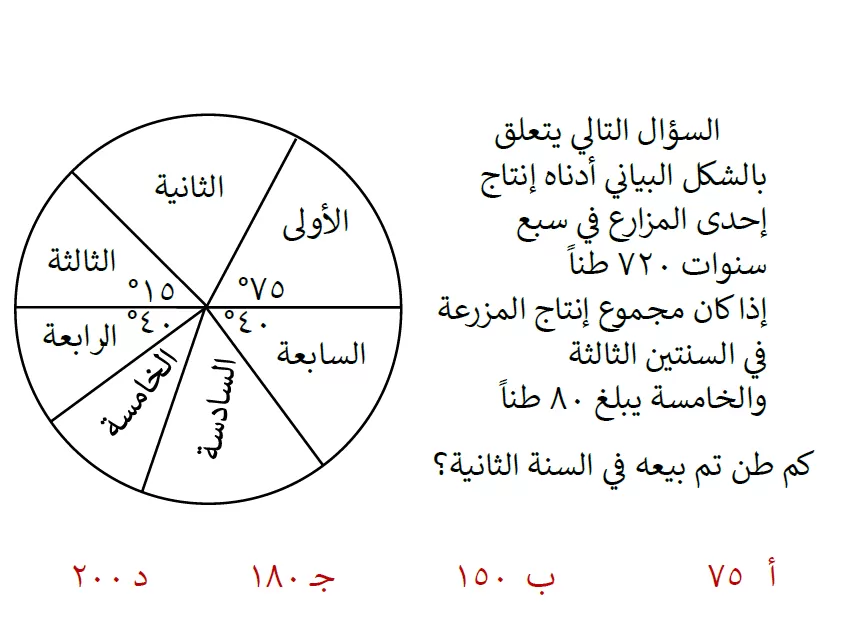 السؤال التالي يتعلق
بالشكل البياني أدناه إنتاج
إحدى المزارع في سبع
سنوات ٧٢٠ طناً
إذا كان مجموع إنتاج المزرعة
في السنتين الثالثة
والخامسة يبلغ ٨٠ طناً
كم طن تم بيعه في السنة الثانية؟
الثانية
الأولى
الثالثة
°١٥
°٧٥
الرابعة
°٤٠
°٤٠
السابعة
الخامسة
السادسة
أ ٧٥
ب ١٥٠
جـ ١٨٠
د ٢٠٠